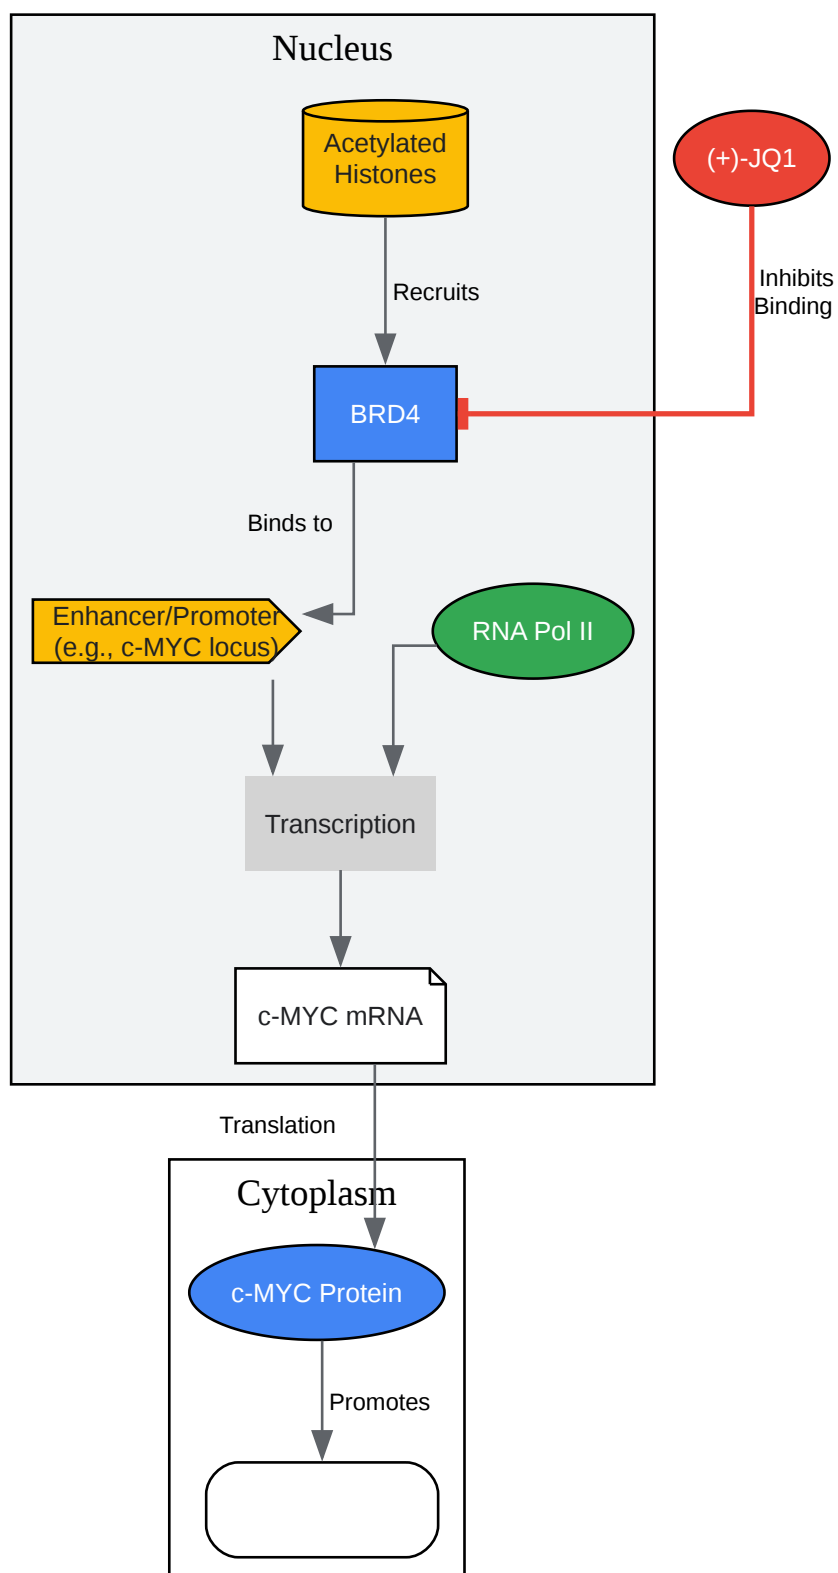 Nucleus
Acetylated
Histones
(+)-JQ1
Inhibits
Binding
Recruits
BRD4
Binds to
Enhancer/Promoter
(e.g., c-MYC locus)
RNA Pol II
Transcription
c-MYC mRNA
Translation
Cytoplasm
c-MYC Protein
Promotes